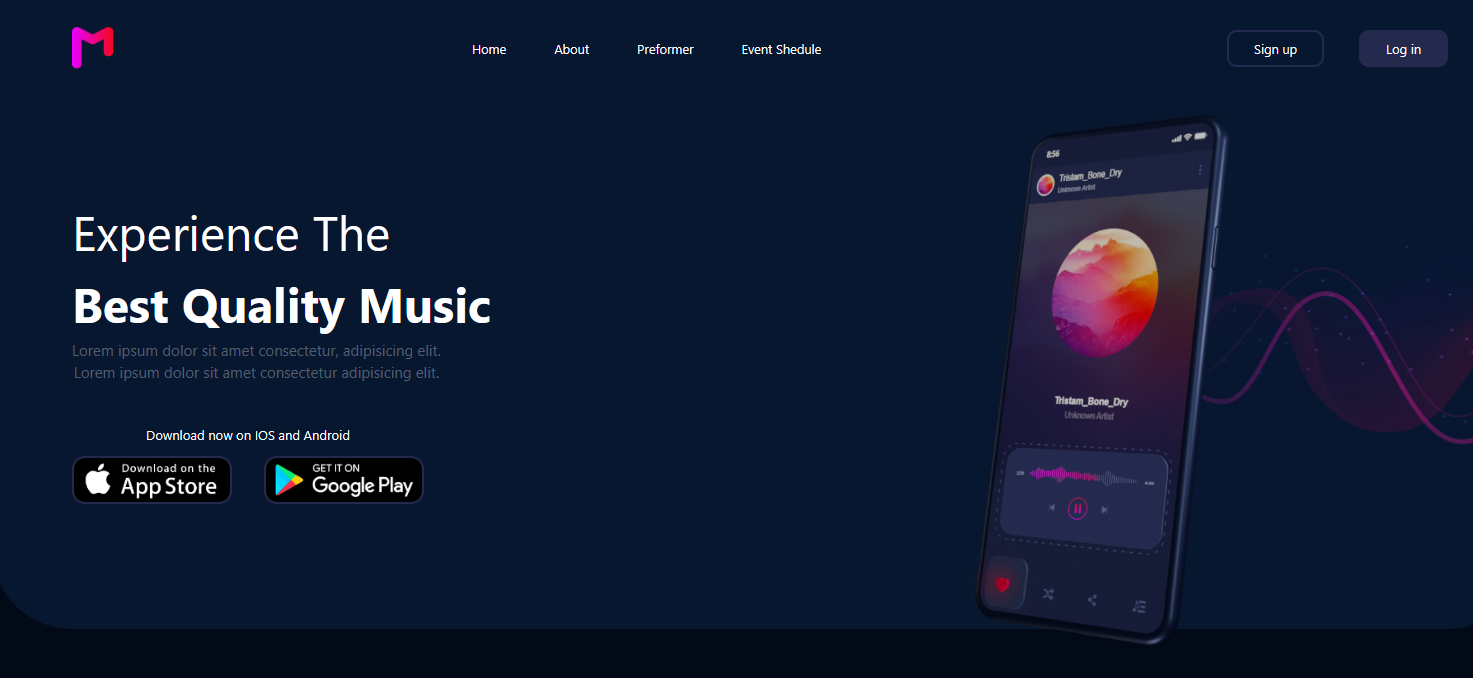 Home About Preformer Event Shedule Sign up Log in
Experience The
Best Quality Music
Lorem ipsum dolor sit amet consectetur, adipisicing elit.
Lorem ipsum dolor sit amet consectetur adipisicing elit.
Download now on IOS and Android
Download on the
App Store
GET IT ON
Google Play
8:56
Tristam_Bone_Dry
Unknown Artist
Tristam_Bone_Dry
Unknown Artist